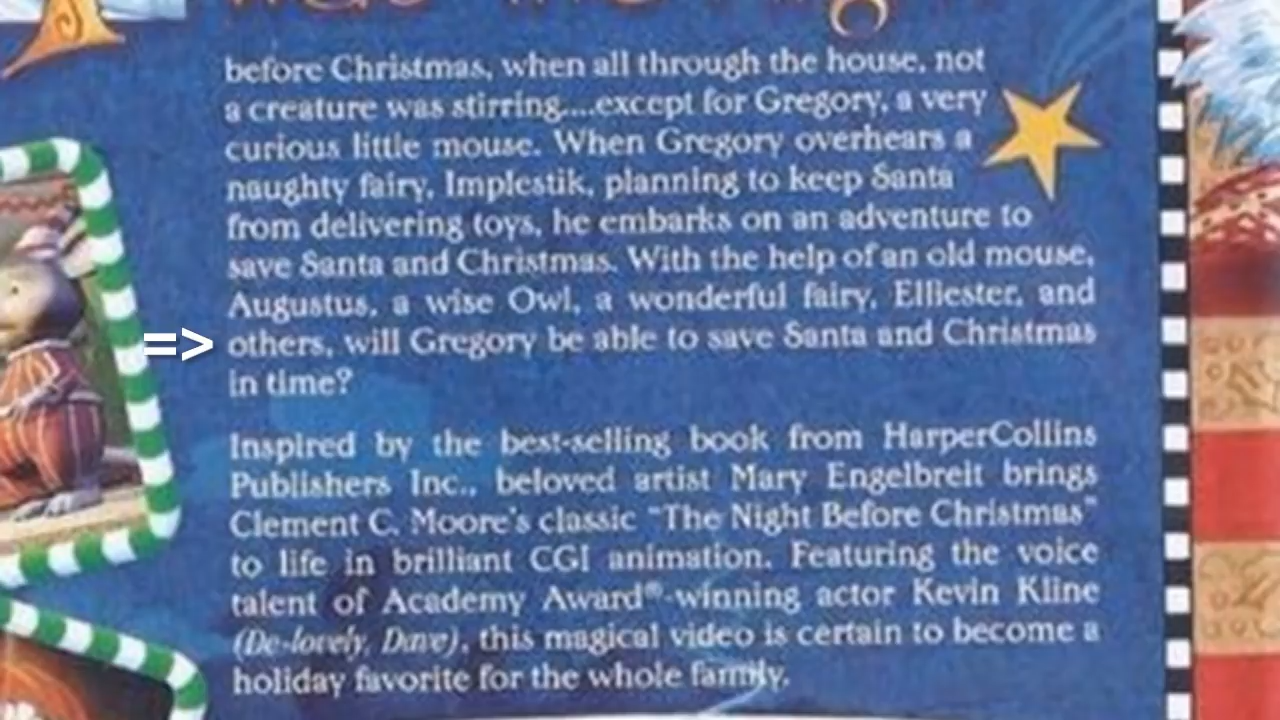 before Christmas, when all through the house, not
a creature was stirring....except for Gregory, a very
curious little mouse. When Gregory overhears a
naughty fairy, Implestik, planning to keep Santa
from delivering toys, he embarks on an adventure to
save Santa and Christmas. With the help of an old mouse,
Augustus, a wise Owl, a wonderful fairy, Elfiester, and
=> others, will Gregory be able to save Santa and Christmas
in time?
Inspired by the best-selling book from HarperCollins
Publishers Inc., beloved artist Mary Engelbreit brings
Clement C. Moore's classic "The Night Before Christmas"
to life in brilliant CGI animation. Featuring the voice
talent of Academy Award®-winning actor Kevin Kline
(De-lovely, Dave), this magical video is certain to become a
holiday favorite for the whole family.